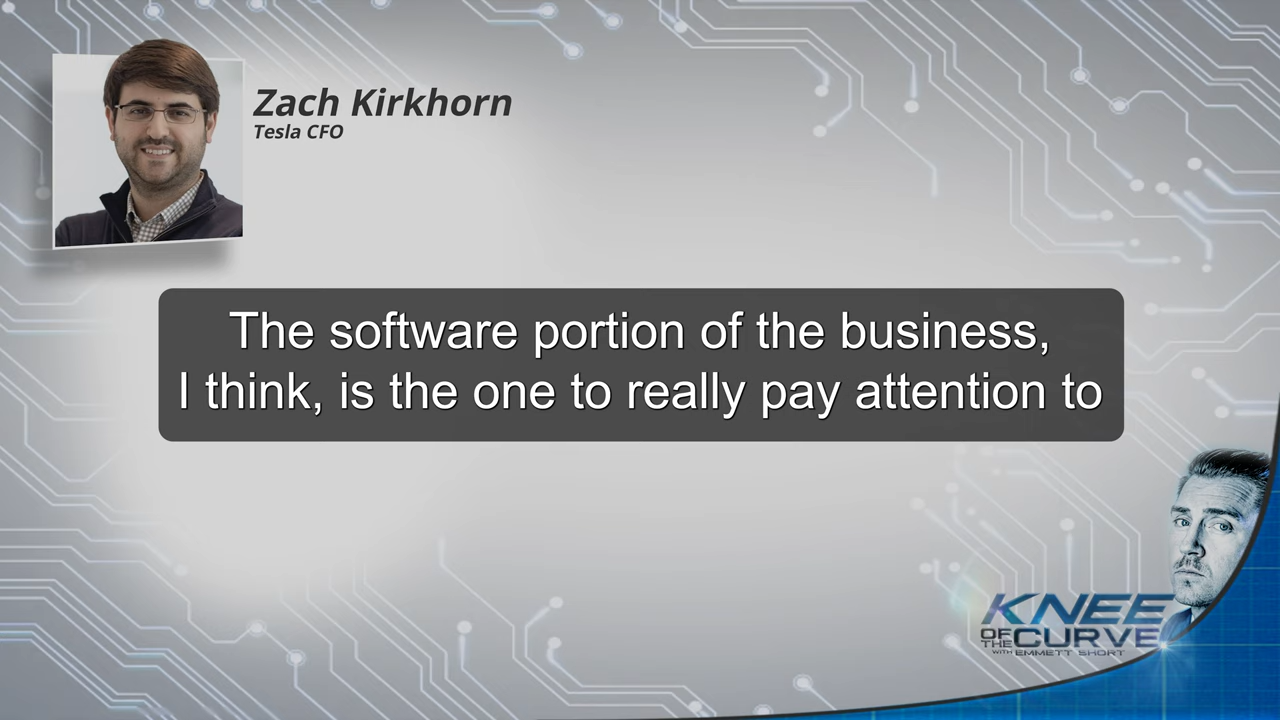 Zach Kirkhorn
Tesla CFO
The software portion of the business,
I think, is the one to really pay attention to
KNEE
OF THE CURVE
WITH EMMETT SHORT